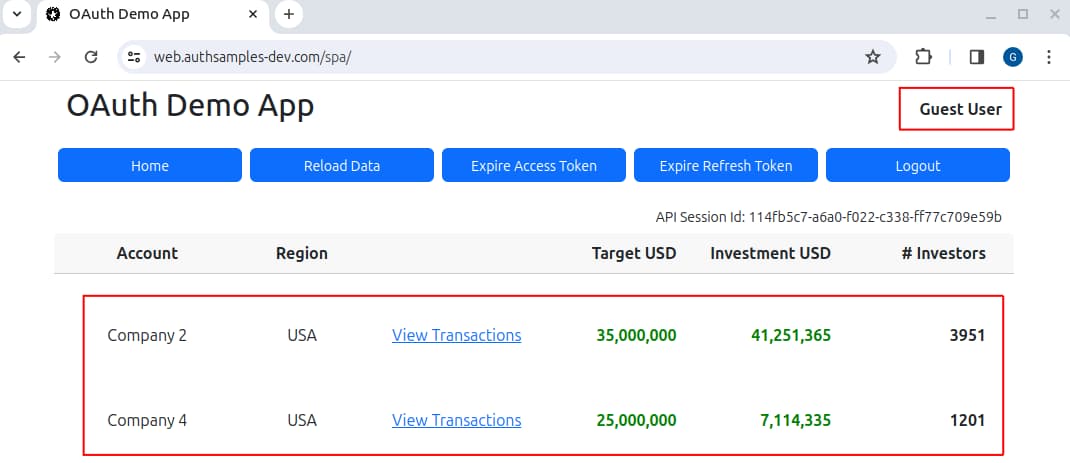 OAuth Demo App
web.authsamples-dev.com/spa/
G
OAuth Demo App
Guest User
Home Reload Data Expire Access Token Expire Refresh Token Logout
API Session Id: 114fb5c7-a6a0-f022-c338-ff77c709e59b
Account Region Target USD Investment USD # Investors
Company 2 USA View Transactions 35,000,000 41,251,365 3951
Company 4 USA View Transactions 25,000,000 7,114,335 1201